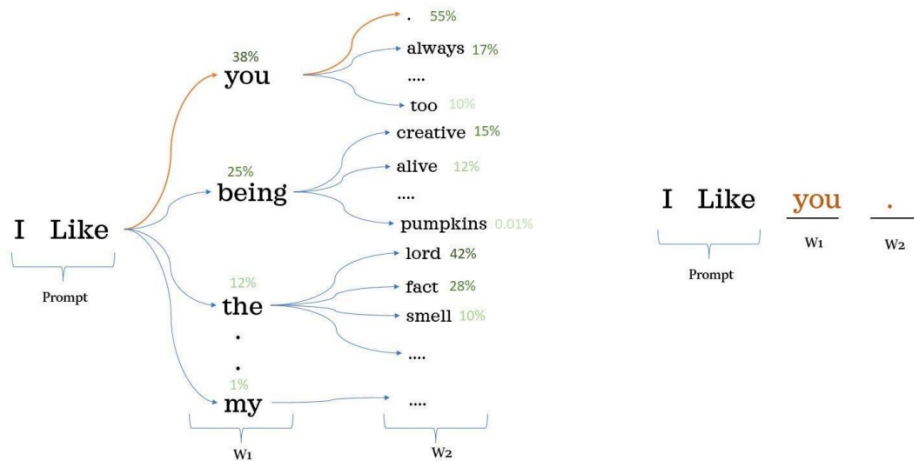 I Like
Prompt
38%
you
25%
being
12%
the
.
.
1%
my
W1
. 55%
always 17%
....
too 10%
creative 15%
alive 12%
....
pumpkins 0.01%
lord 42%
fact 28%
smell 10%
....
....
W2
I Like you .
Prompt
W1
W2